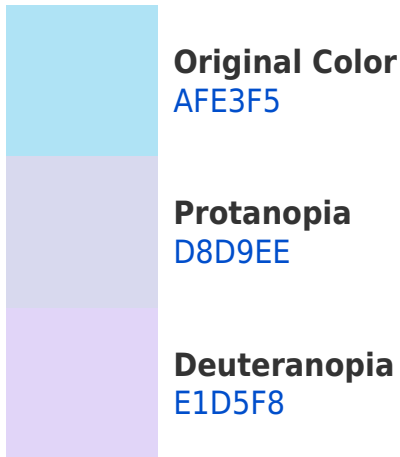 Original Color
AFE3F5
Protanopia
D8D9EE
Deuteranopia
E1D5F8